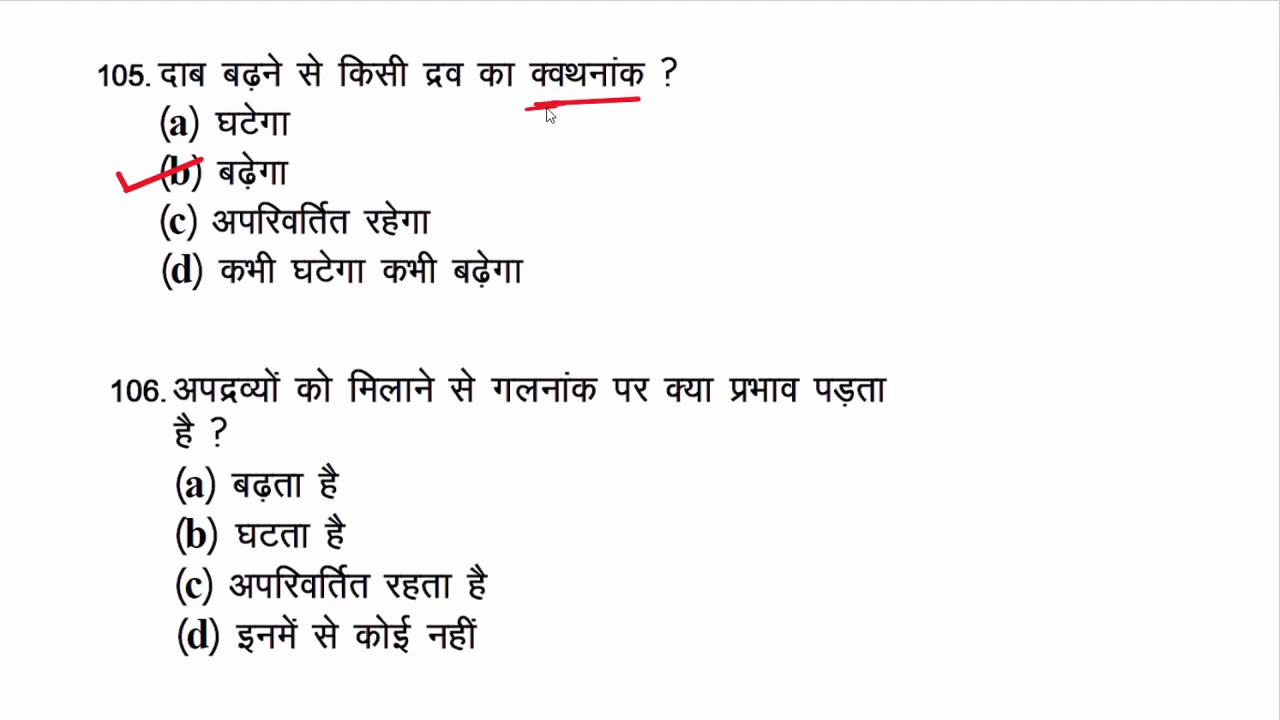 105. दाब बढ़ने से किसी द्रव का क्वथनांक ?
(a) घटेगा
(b) बढ़ेगा
(c) अपरिवर्तित रहेगा
(d) कभी घटेगा कभी बढ़ेगा
106. अपद्रव्यों को मिलाने से गलनांक पर क्या प्रभाव पड़ता
है ?
(a) बढ़ता है
(b) घटता है
(c) अपरिवर्तित रहता है
(d) इनमें से कोई नहीं